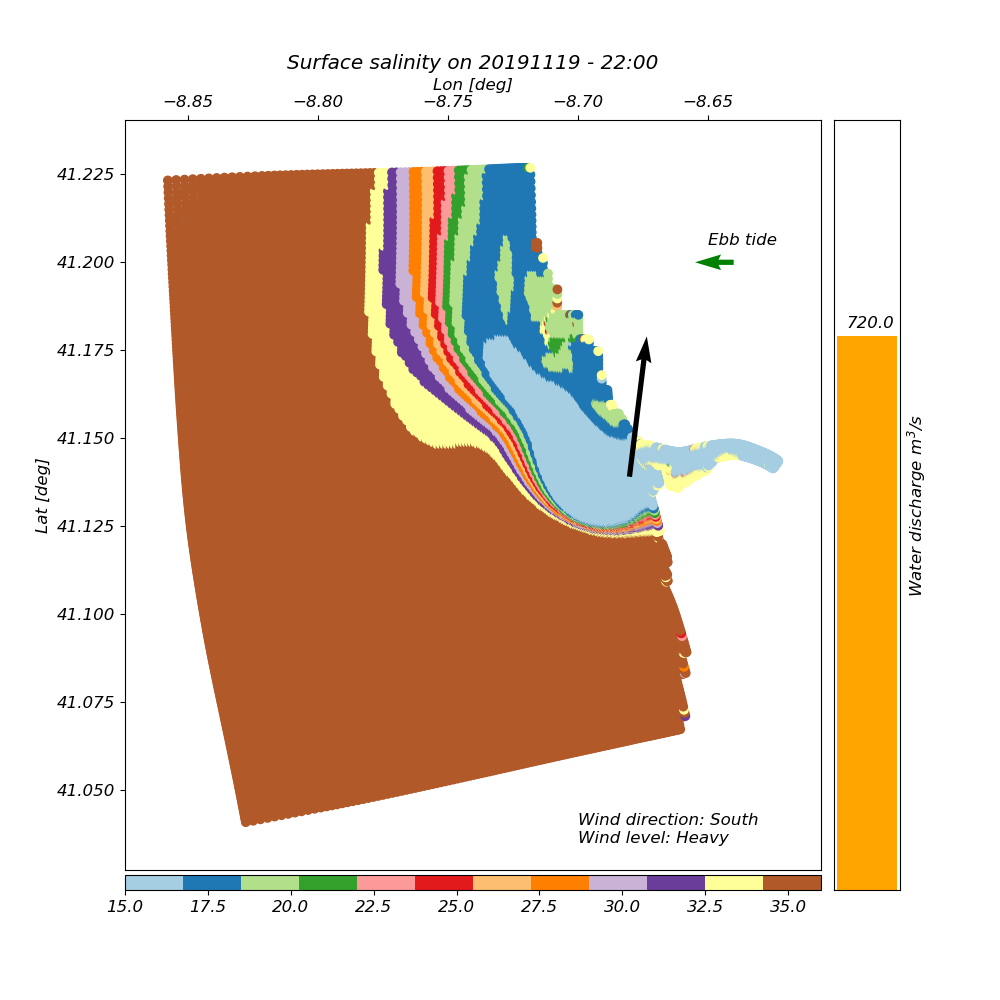 Surface salinity on 20191119 - 22:00
Lon [deg]
−8.85 −8.80 −8.75 −8.70 −8.65
41.225
41.200
41.175
41.150
41.125
41.100
41.075
41.050
Lat [deg]
Ebb tide
720.0
Water discharge m³/s
Wind direction: South
Wind level: Heavy
15.0 17.5 20.0 22.5 25.0 27.5 30.0 32.5 35.0